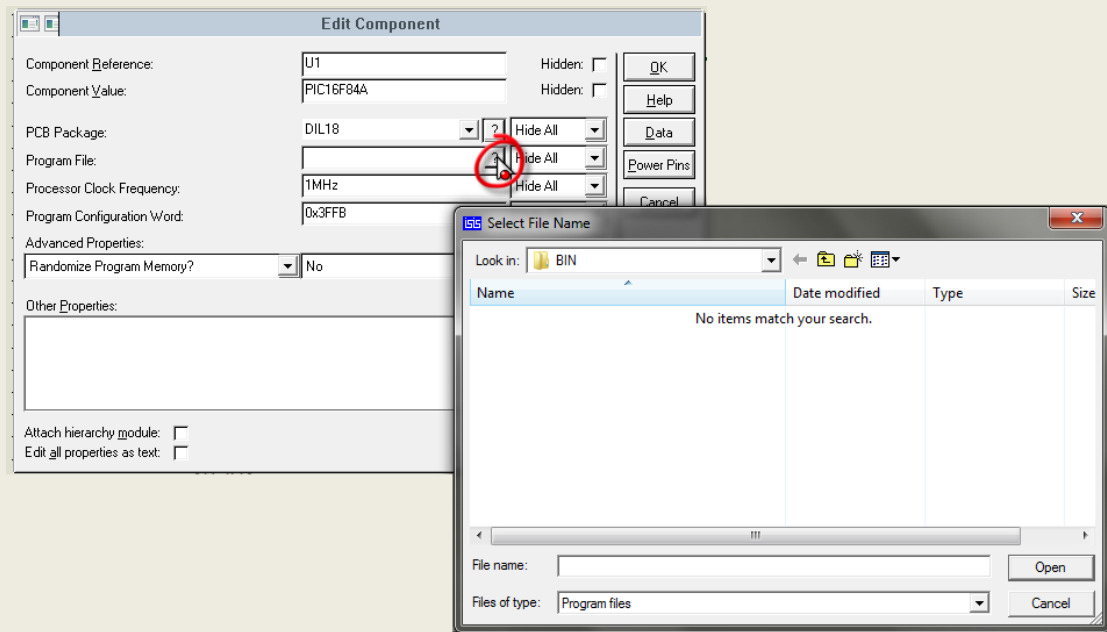 Edit Component
Component Reference: U1 Hidden: OK
Component Value: PIC16F84A Hidden: Help
PCB Package: DIL18 ? Hide All Data
Program File: ? Hide All Power Pins
Processor Clock Frequency: 1MHz Hide All Cancel
Program Configuration Word: 0x3FFB
Advanced Properties:
Randomize Program Memory? No
Other Properties:
Attach hierarchy module:
Edit all properties as text:
isis Select File Name
Look in: BIN
Name Date modified Type Size
No items match your search.
File name: Open
Files of type: Program files Cancel